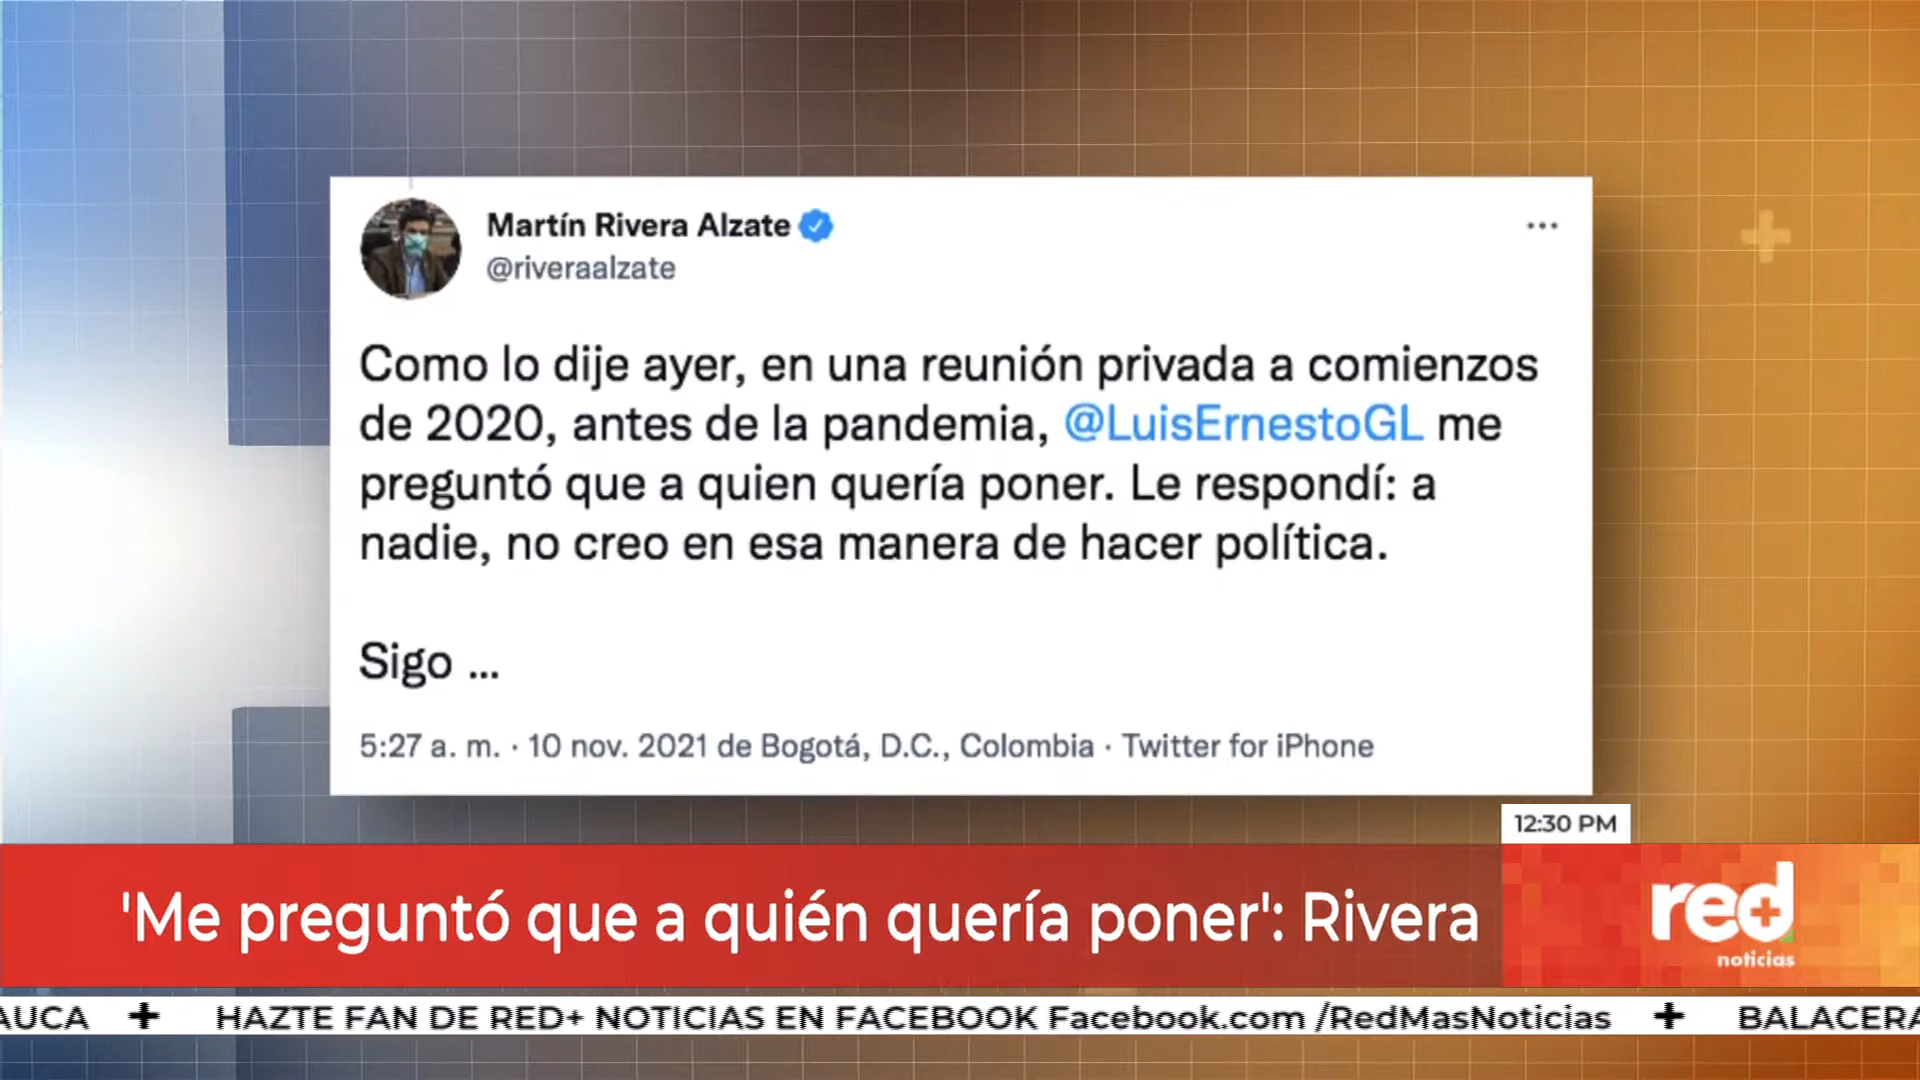 Martín Rivera Alzate
@riveraalzate
Como lo dije ayer, en una reunión privada a comienzos
de 2020, antes de la pandemia, @LuisErnestoGL me
preguntó que a quien quería poner. Le respondí: a
nadie, no creo en esa manera de hacer política.
Sigo ...
5:27 a. m. · 10 nov. 2021 de Bogotá, D.C., Colombia · Twitter for iPhone
12:30 PM
'Me preguntó que a quién quería poner': Rivera
red+
noticias
AUCA + HAZTE FAN DE RED+ NOTICIAS EN FACEBOOK Facebook.com /RedMasNoticias + BALACERA